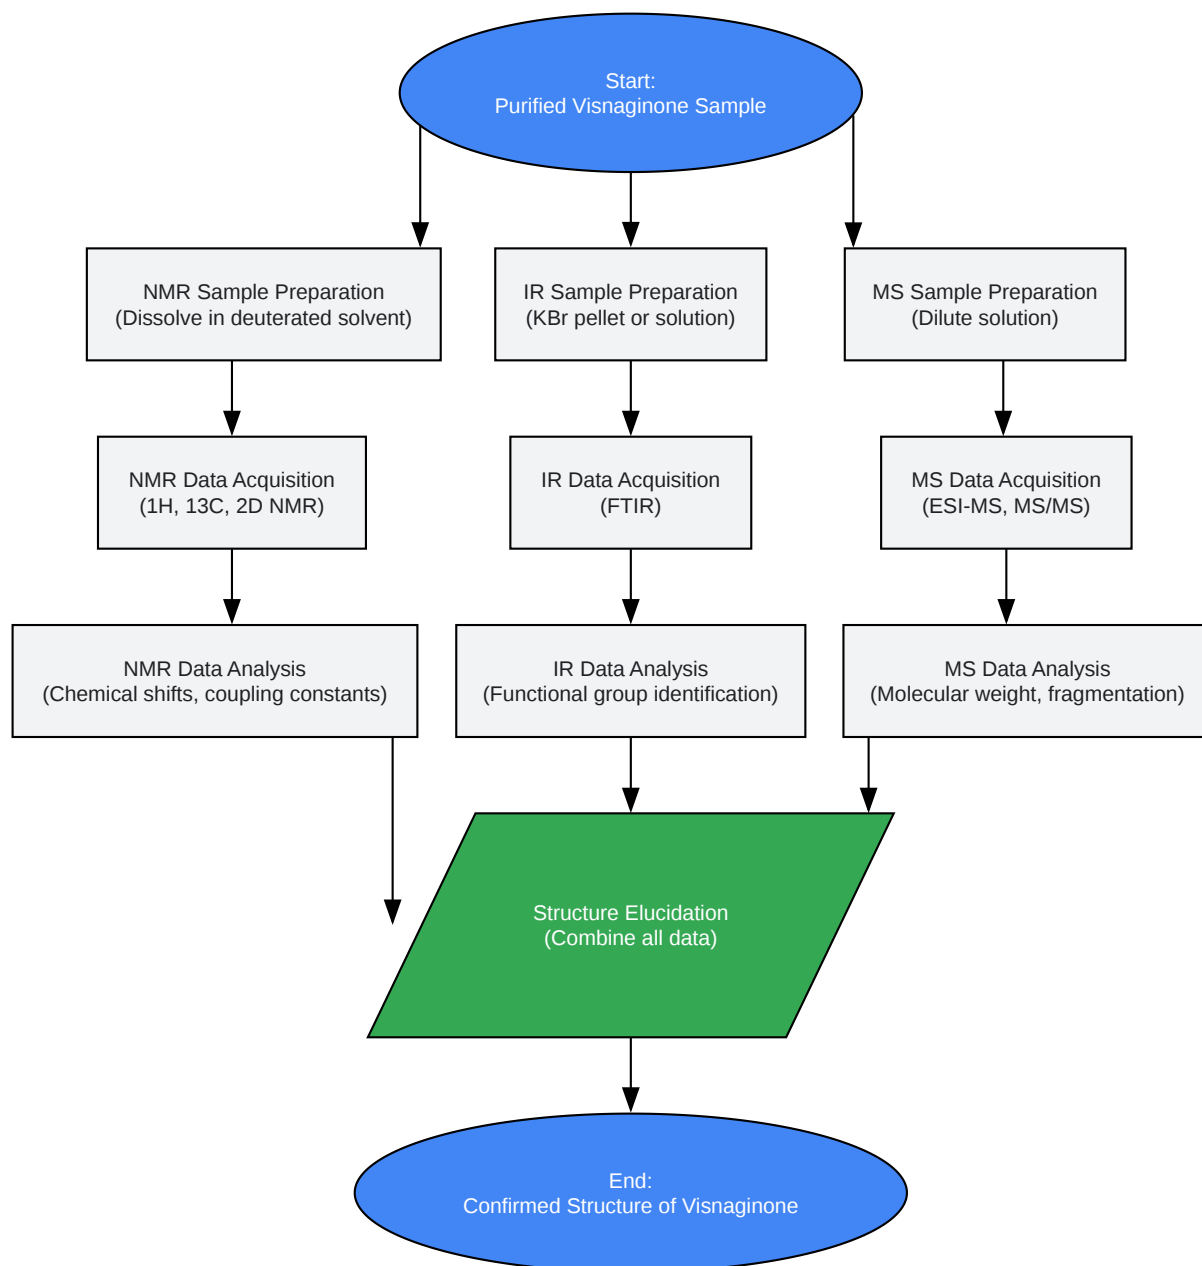 Start:
Purified Visnaginone Sample
NMR Sample Preparation
(Dissolve in deuterated solvent)
IR Sample Preparation
(KBr pellet or solution)
MS Sample Preparation
(Dilute solution)
NMR Data Acquisition
(1H, 13C, 2D NMR)
IR Data Acquisition
(FTIR)
MS Data Acquisition
(ESI-MS, MS/MS)
NMR Data Analysis
(Chemical shifts, coupling constants)
IR Data Analysis
(Functional group identification)
MS Data Analysis
(Molecular weight, fragmentation)
Structure Elucidation
(Combine all data)
End:
Confirmed Structure of Visnaginone